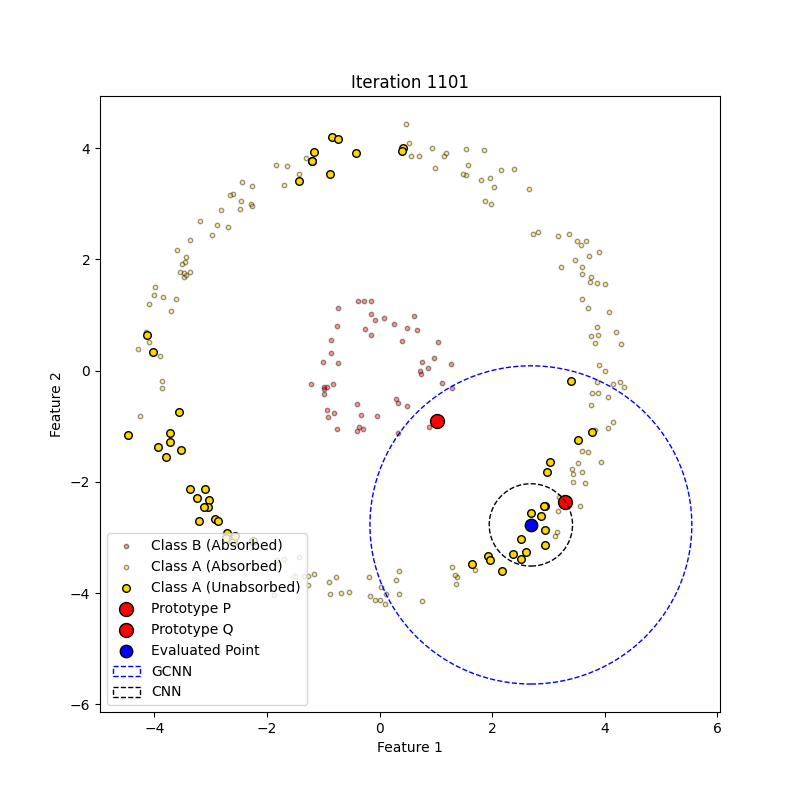 Iteration 1101
Feature 2
4
2
0
−2
−4
−6
Class B (Absorbed)
Class A (Absorbed)
Class A (Unabsorbed)
Prototype P
Prototype Q
Evaluated Point
GCNN
CNN
−4 −2 0 2 4 6
Feature 1